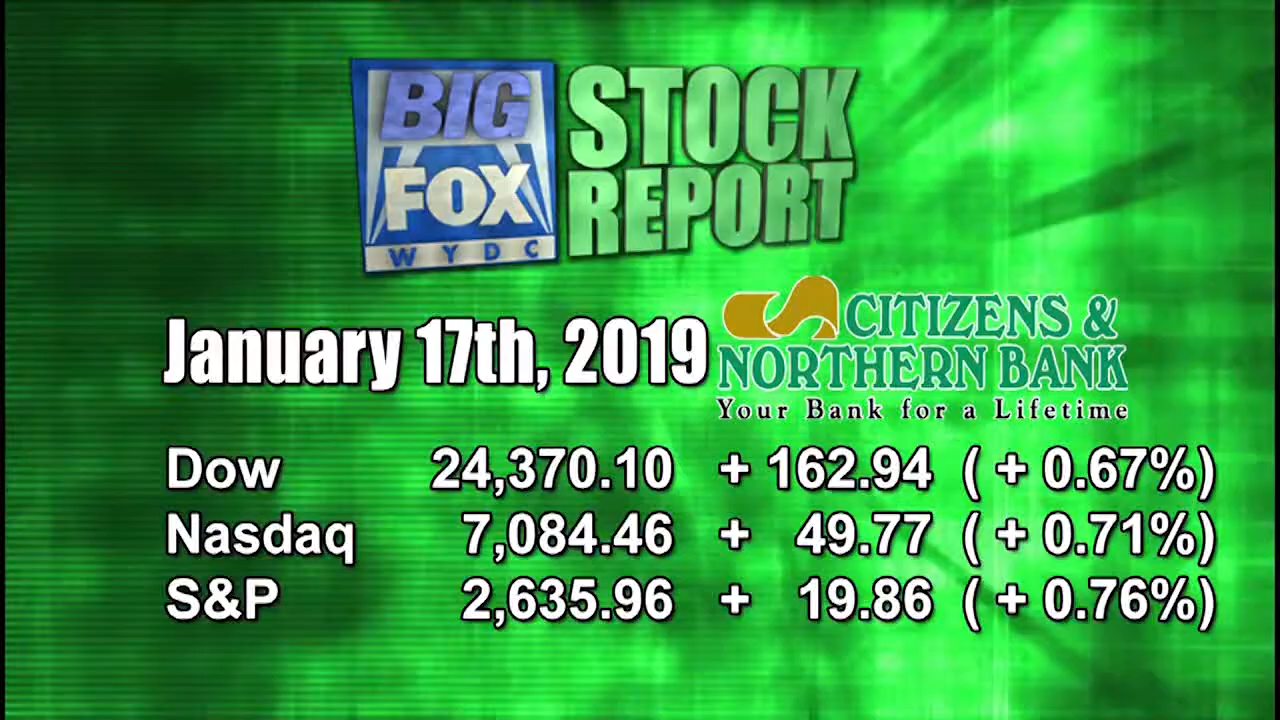 BIG
FOX
WYDC
STOCK
REPORT
January 17th, 2019
CITIZENS &
NORTHERN BANK
Your Bank for a Lifetime
Dow 24,370.10 + 162.94 ( + 0.67%)
Nasdaq 7,084.46 + 49.77 ( + 0.71%)
S&P 2,635.96 + 19.86 ( + 0.76%)